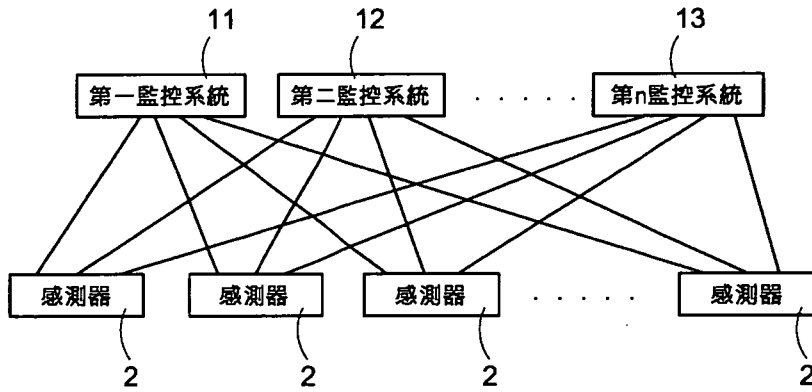 11 12 13
第一監控系統 第二監控系統 . . . . . 第n監控系統
感測器 感測器 感測器 . . . . . 感測器
2 2 2 2